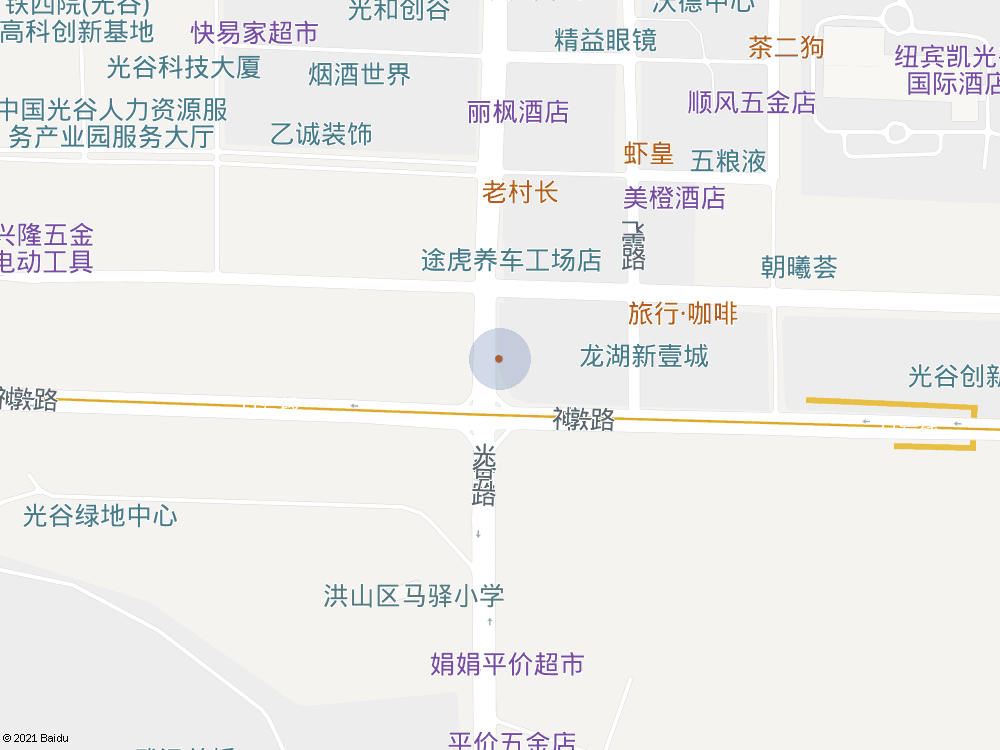 铁四院(光谷)
高科创新基地
光和创谷
沃德中心
快易家超市
精益眼镜
茶二狗
纽宾凯光谷
国际酒店
光谷科技大厦
烟酒世界
中国光谷人力资源服
务产业园服务大厅
丽枫酒店
顺风五金店
乙诚装饰
虾皇
五粮液
老村长
美橙酒店
兴隆五金
电动工具
飞露路
途虎养车工场店
朝曦荟
旅行·咖啡
龙湖新壹城
光谷创新
神墩路
神墩路
光谷路
光谷绿地中心
洪山区马驿小学
娟娟平价超市
平价五金店
© 2021 Baidu